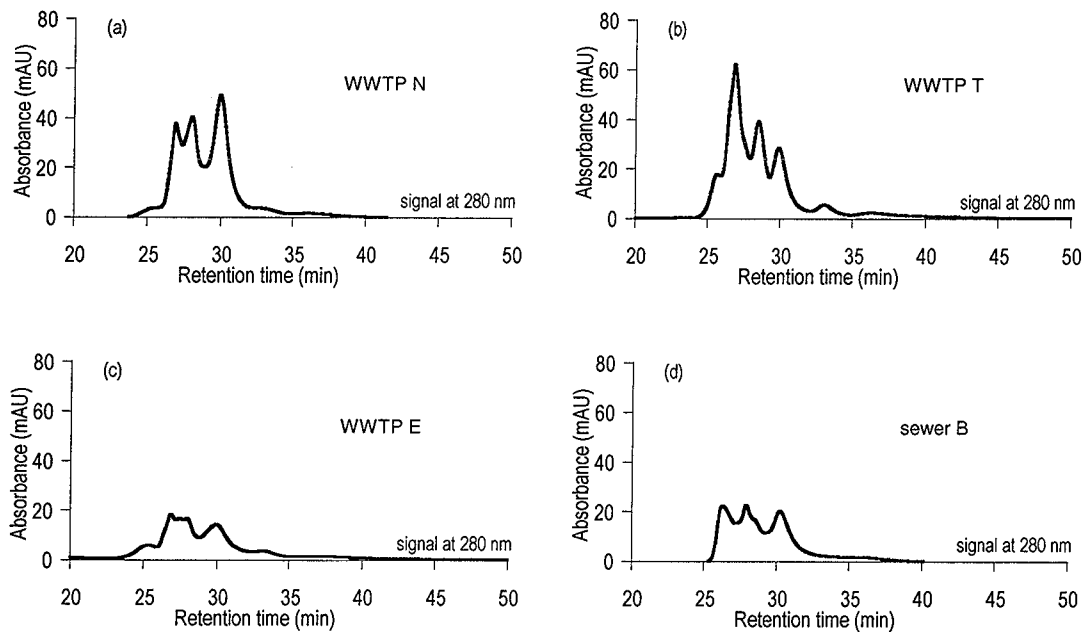 (a)
WWTP N
signal at 280 nm
Absorbance (mAU)
80
60
40
20
0
20 25 30 35 40 45 50
Retention time (min)
(b)
WWTP T
signal at 280 nm
Absorbance (mAU)
80
60
40
20
0
20 25 30 35 40 45 50
Retention time (min)
(c)
WWTP E
signal at 280 nm
Absorbance (mAU)
80
60
40
20
0
20 25 30 35 40 45 50
Retention time (min)
(d)
sewer B
signal at 280 nm
Absorbance (mAU)
80
60
40
20
0
20 25 30 35 40 45 50
Retention time (min)